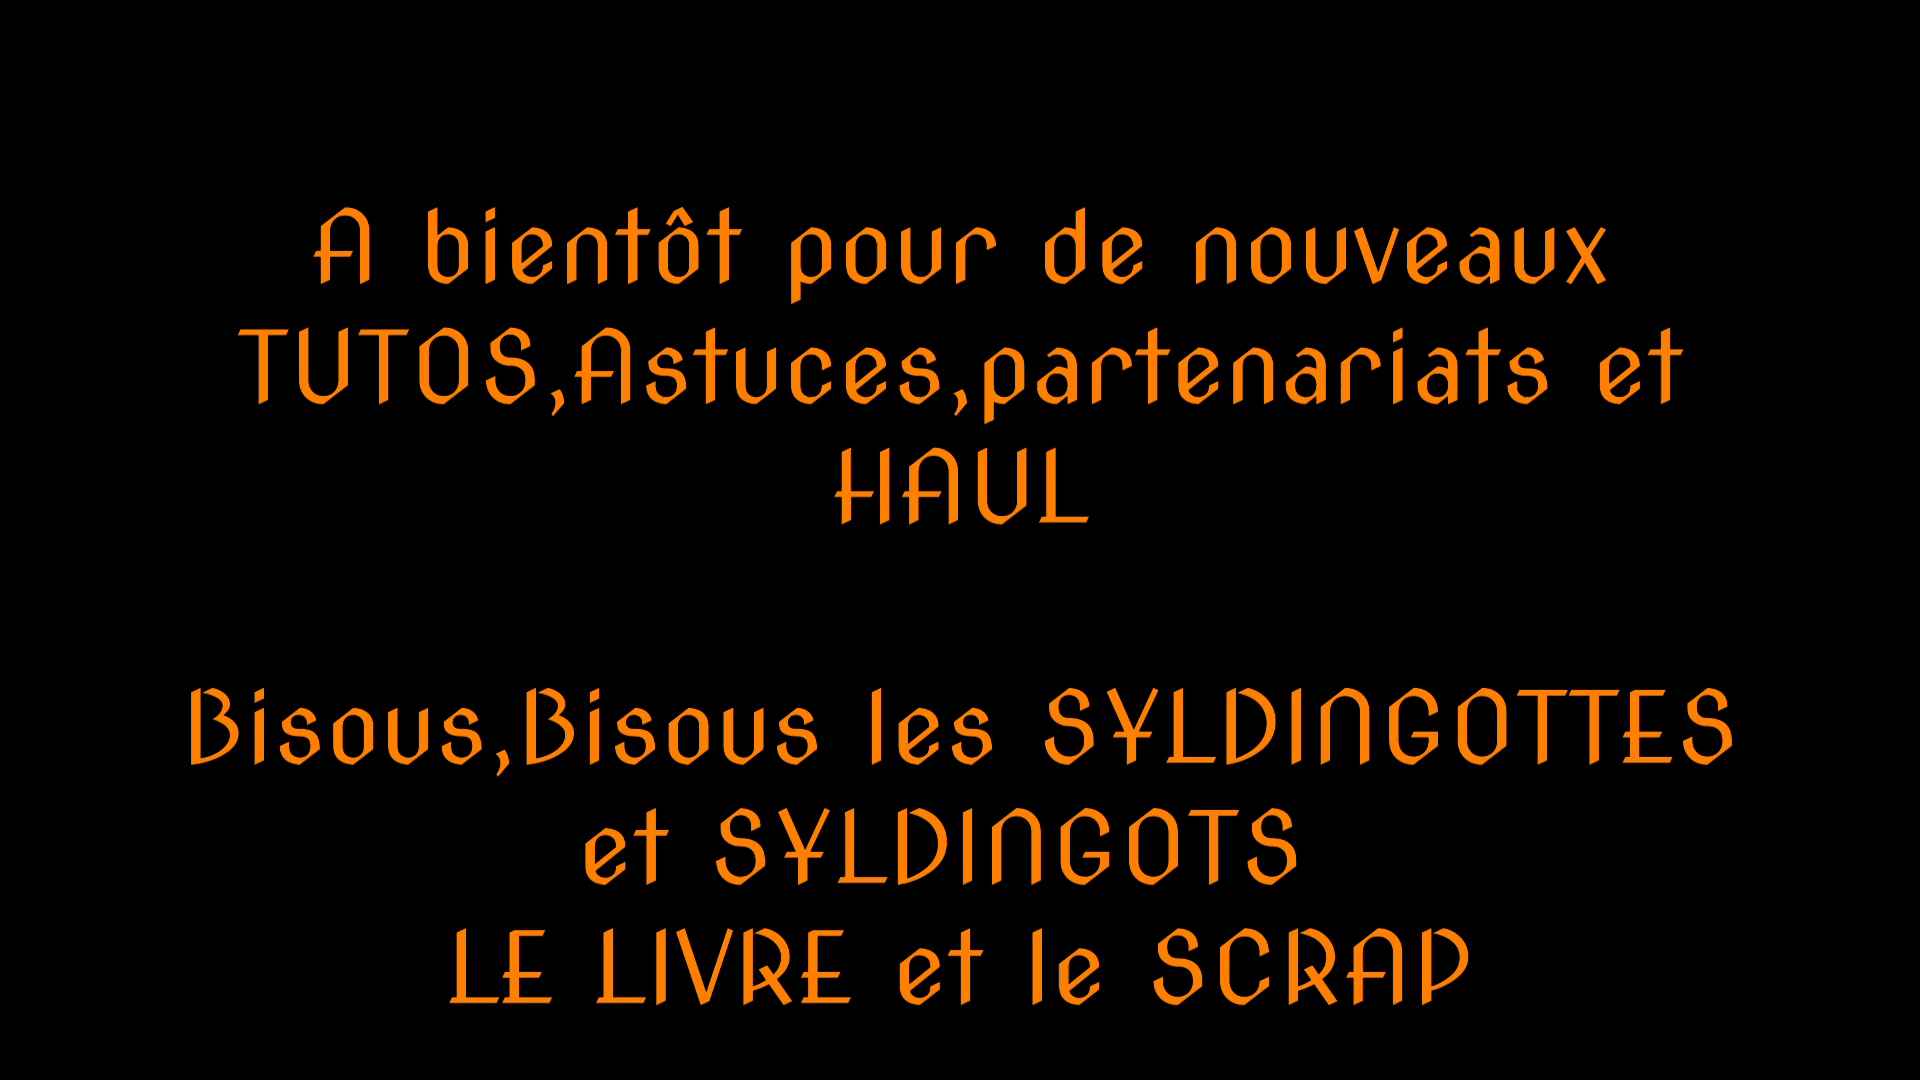 A bientôt pour de nouveaux
TUTOS,Astuces,partenariats et
HAUL
Bisous,Bisous les SYLDINGOTTES
et SYLDINGOTS
LE LIVRE et le SCRAP